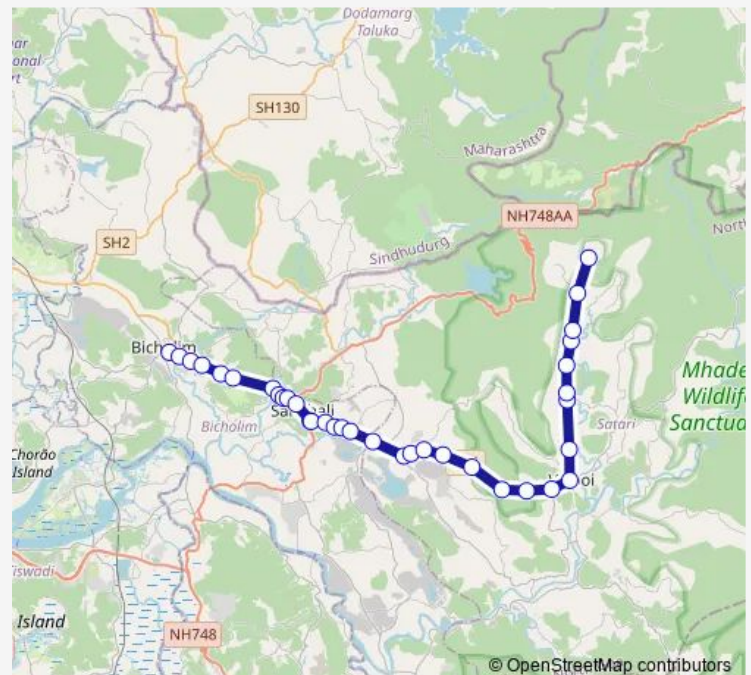 Dodamarg
Taluka
SH130
Maharashtra
NH748AA
SH2
Sindhudurg
Bicholim
Mhade
Wildlife
Sanctua
Satari
Bicholim
Chorão
Island
Tiswadi
Island
NH748
© OpenStreetMap contributors